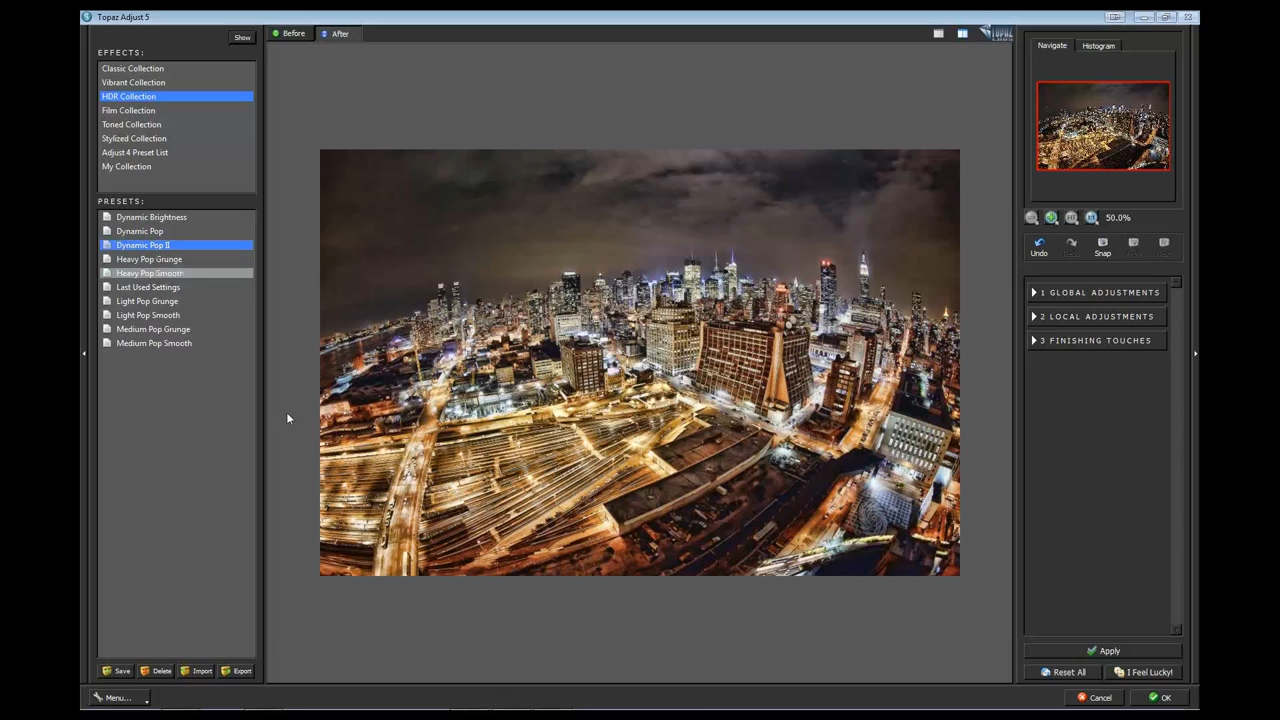 Topaz Adjust 5
Show
EFFECTS:
Classic Collection
Vibrant Collection
HDR Collection
Film Collection
Toned Collection
Stylized Collection
Adjust 4 Preset List
My Collection
PRESETS:
Dynamic Brightness
Dynamic Pop
Dynamic Pop II
Heavy Pop Grunge
Heavy Pop Smooth
Last Used Settings
Light Pop Grunge
Light Pop Smooth
Medium Pop Grunge
Medium Pop Smooth
Save Delete Import Export
Menu...
Before After
TOPAZ
Navigate Histogram
50.0%
Undo Snap
1 GLOBAL ADJUSTMENTS
2 LOCAL ADJUSTMENTS
3 FINISHING TOUCHES
Apply
Reset All I Feel Lucky!
Cancel OK